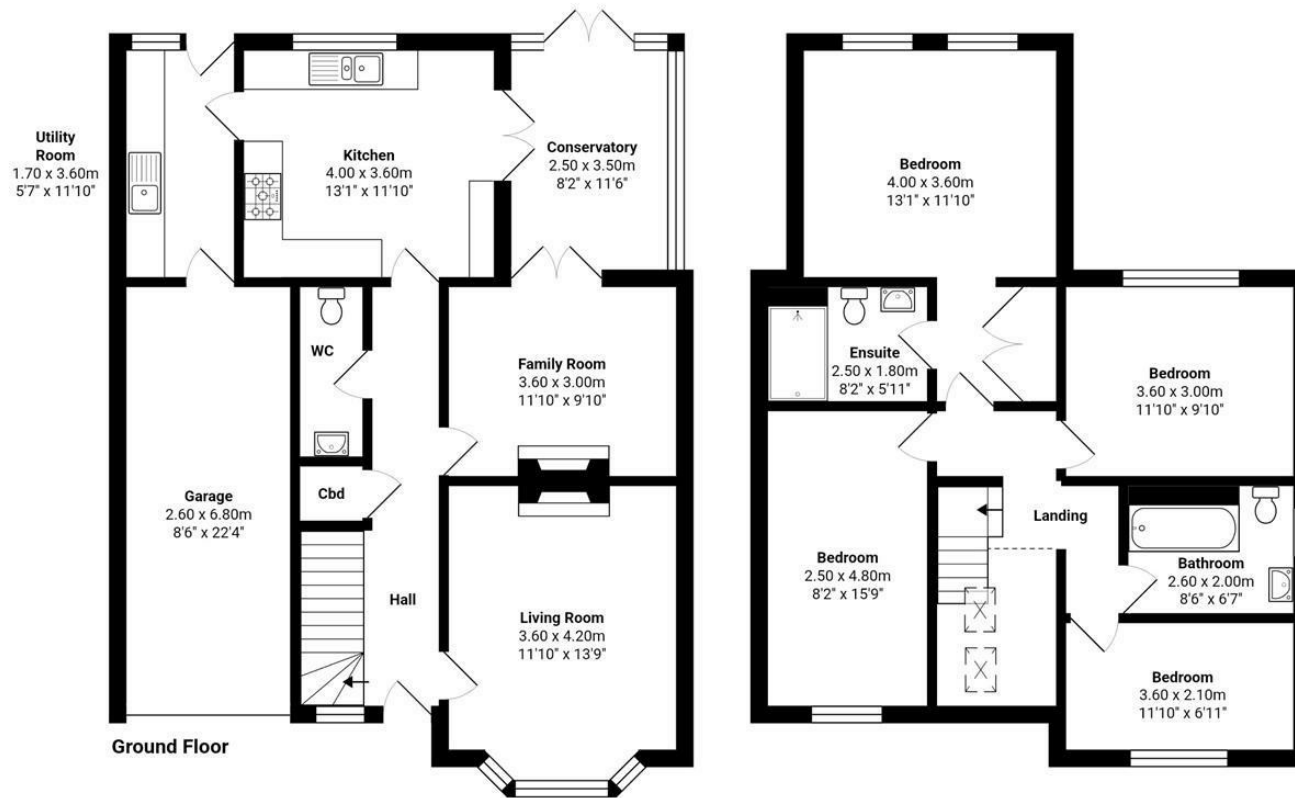 Utility
Room
1.70 x 3.60m
5'7" x 11'10"
Kitchen
4.00 x 3.60m
13'1" x 11'10"
Conservatory
2.50 x 3.50m
8'2" x 11'6"
WC
Family Room
3.60 x 3.00m
11'10" x 9'10"
Garage
2.60 x 6.80m
8'6" x 22'4"
Cbd
Hall
Living Room
3.60 x 4.20m
11'10" x 13'9"
Ground Floor
Bedroom
4.00 x 3.60m
13'1" x 11'10"
Ensuite
2.50 x 1.80m
8'2" x 5'11"
Bedroom
3.60 x 3.00m
11'10" x 9'10"
Bedroom
2.50 x 4.80m
8'2" x 15'9"
Landing
Bathroom
2.60 x 2.00m
8'6" x 6'7"
Bedroom
3.60 x 2.10m
11'10" x 6'11"